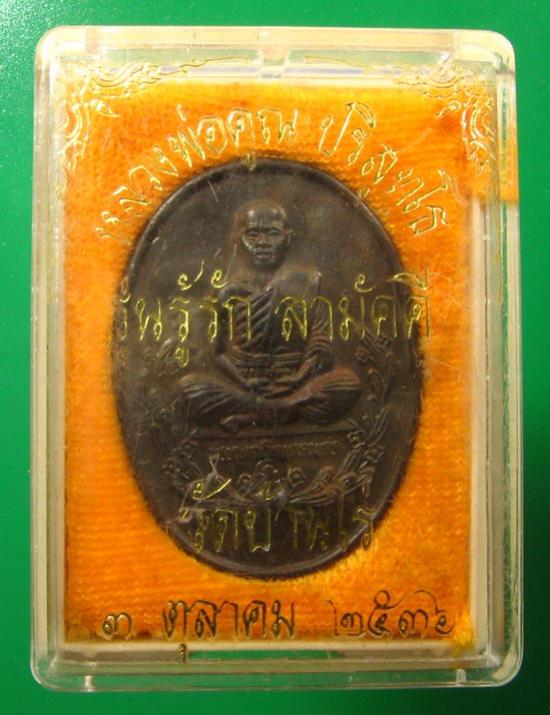 หลวงพ่อคูณ ปริสุทโธ
รุ่นรู้รัก สามัคคี
วัดบ้านไร่
๓ ตุลาคม ๒๕๓๖